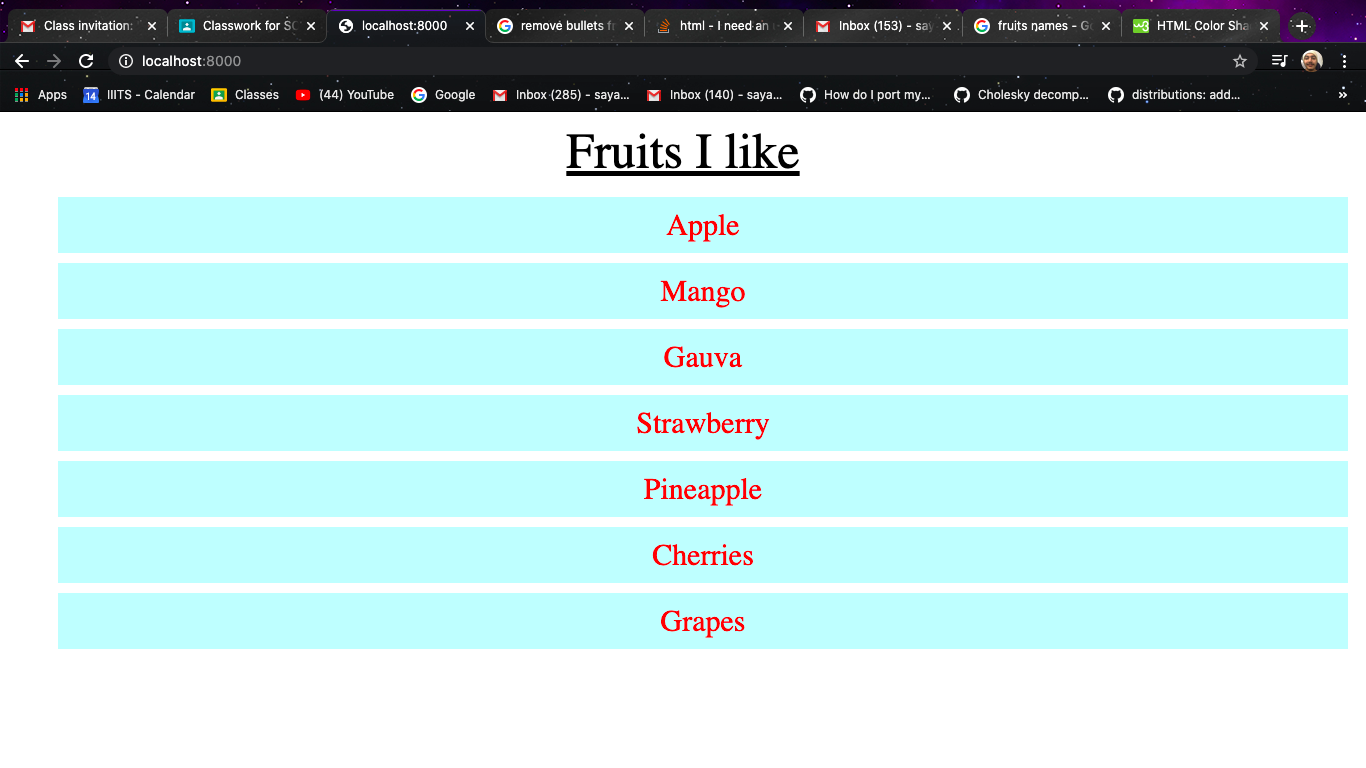 Class invitation:
Classwork for SC
localhost:8000
remove bullets fr
html - I need an
Inbox (153) - say
fruits names - Go
HTML Color Sha
localhost:8000
Apps
14
IIITS - Calendar
Classes
(44) YouTube
Google
Inbox (285) - saya...
Inbox (140) - saya...
How do I port my...
Cholesky decomp...
distributions: add...
»
Fruits I like
Apple
Mango
Gauva
Strawberry
Pineapple
Cherries
Grapes